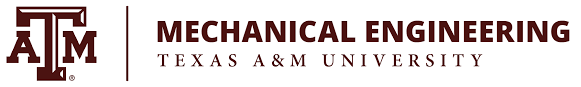 ATM®
MECHANICAL ENGINEERING
TEXAS A&M UNIVERSITY